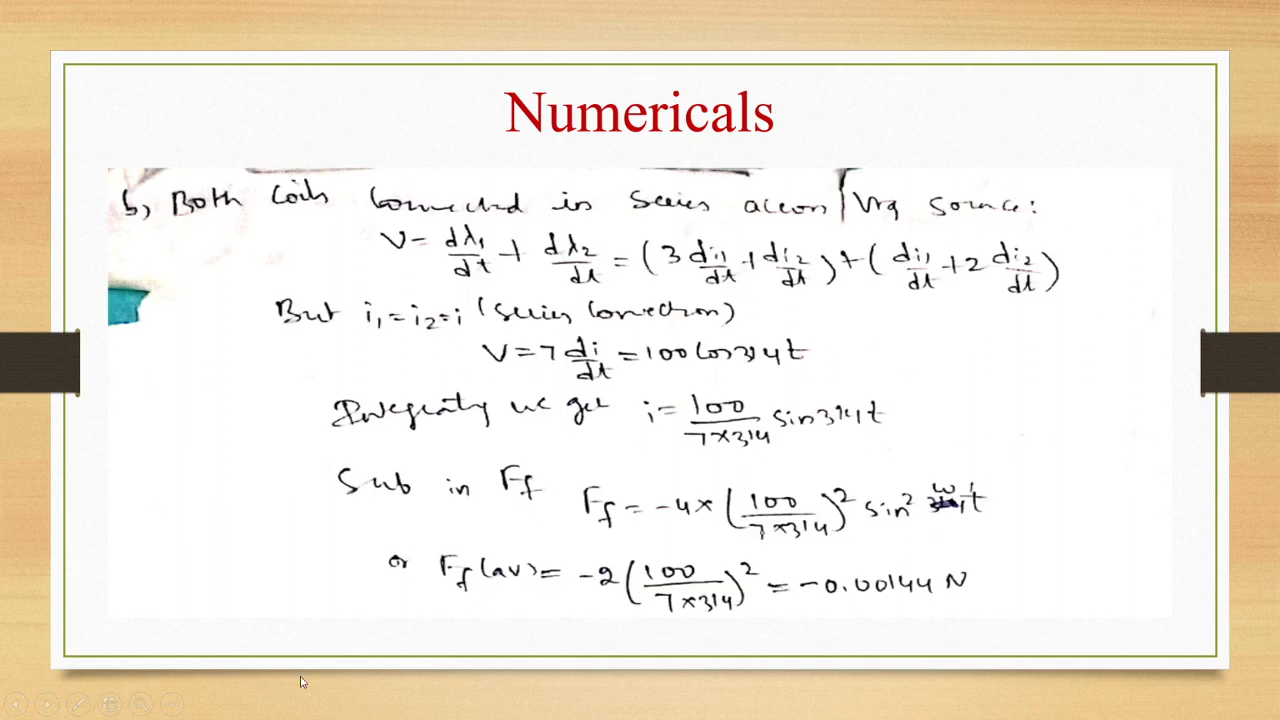 Numericals
b, Both Coils Connected in Series across Vtg source:
V = dλ₁/dt + dλ₂/dt = (3 di₁/dt + di₂/dt) + (di₁/dt + 2 di₂/dt)
But i₁ = i₂ = i (Series Connection)
V = 7 di/dt = 100 Cos 314t
Integrating we get i = 100/(7×314) sin 314t
Sub in Ff Ff = -4 × (100/(7×314))² sin² ωt
or Ff(av) = -2 (100/(7×314))² = -0.00144 N